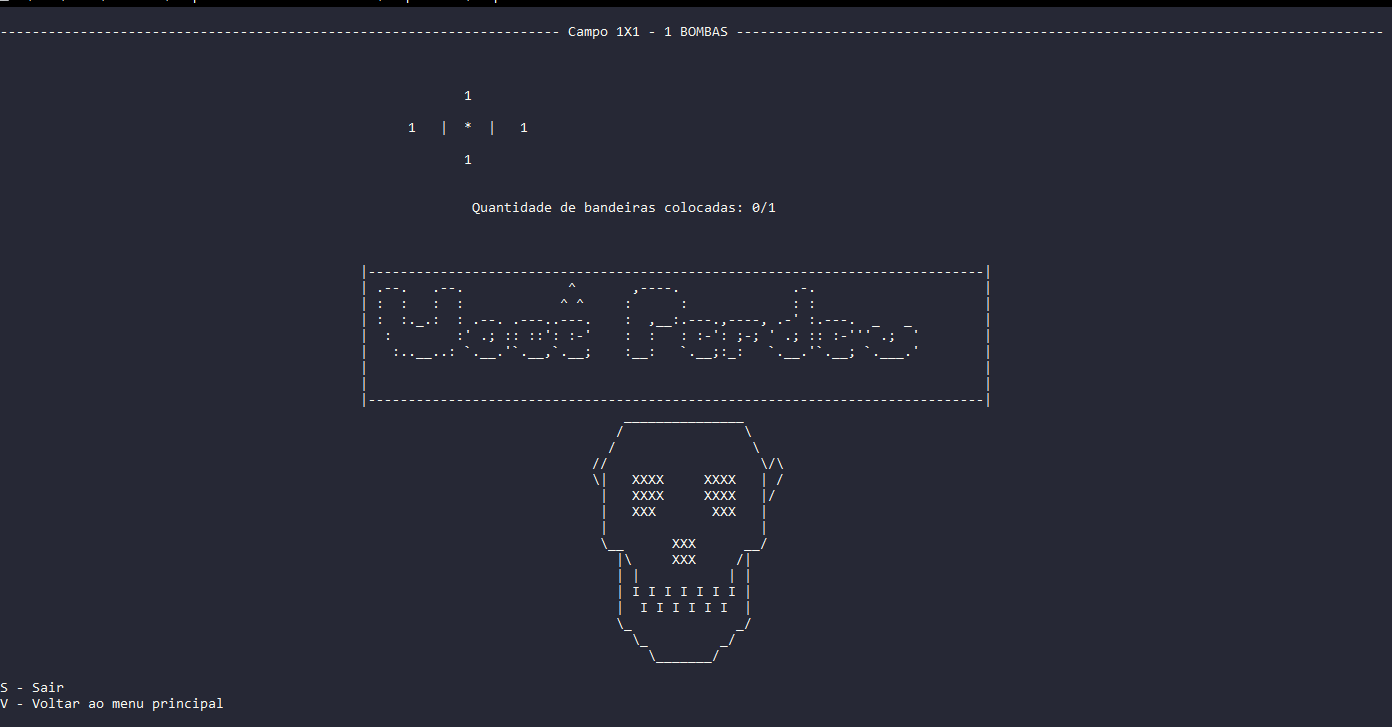 Campo 1X1 - 1 BOMBAS
1
1 | * | 1
1
Quantidade de bandeiras colocadas: 0/1
Você Perdeu
XXXX XXXX
XXXX XXXX
XXX XXX
XXX
XXX
I I I I I I I
I I I I I I
S - Sair
V - Voltar ao menu principal